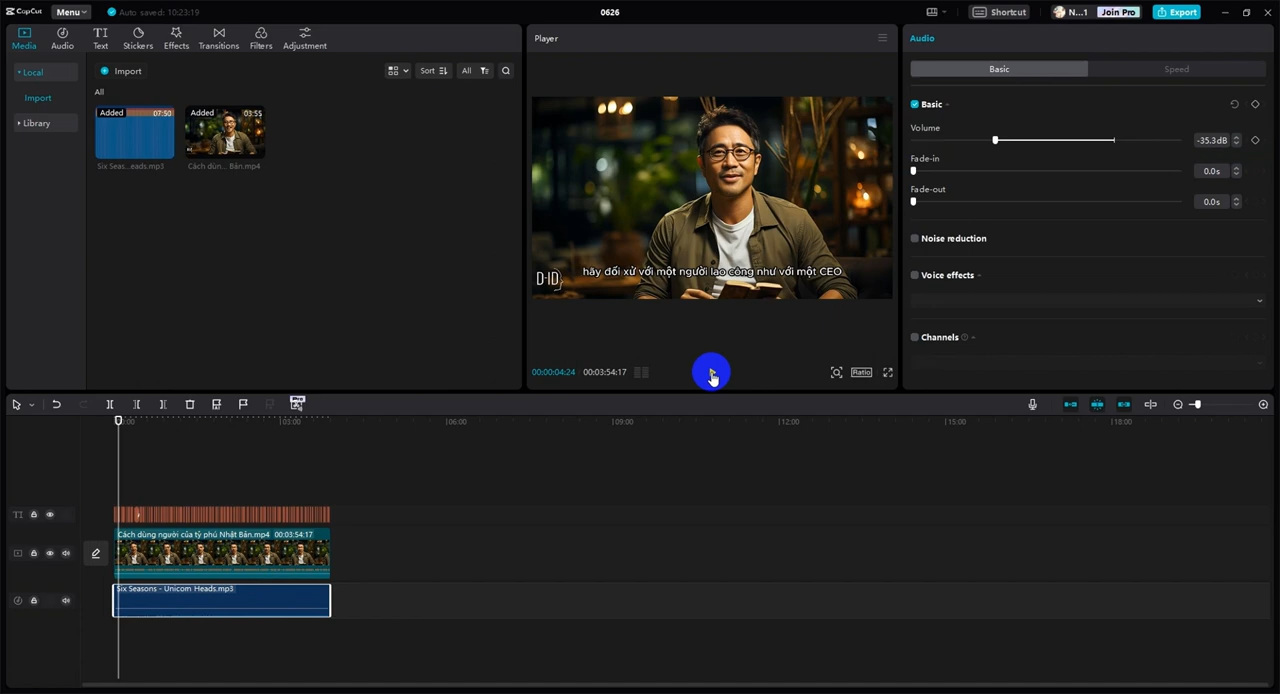 CapCut
Menu
Auto saved: 10:23:19
0626
Shortcut
N...1
Join Pro
Export
Media
Audio
Text
Stickers
Effects
Transitions
Filters
Adjustment
Player
Audio
Local
Import
Sort
All
Basic
Speed
Import
All
Library
Added
07:50
Added
03:55
Six Seas...eads.mp3
Cách dùn... Bản.mp4
Basic
Volume
-35.3dB
Fade-in
0.0s
Fade-out
0.0s
Noise reduction
Voice effects
Channels
D-ID
hãy đối xử với một người lao công như với một CEO
00:00:04:24
00:03:54:17
Ratio
Pro
03:00
06:00
09:00
12:00
15:00
18:00
TI
Cách dùng người của tỷ phú Nhật Bản.mp4 00:03:54:17
Six Seasons - Unicorn Heads.mp3